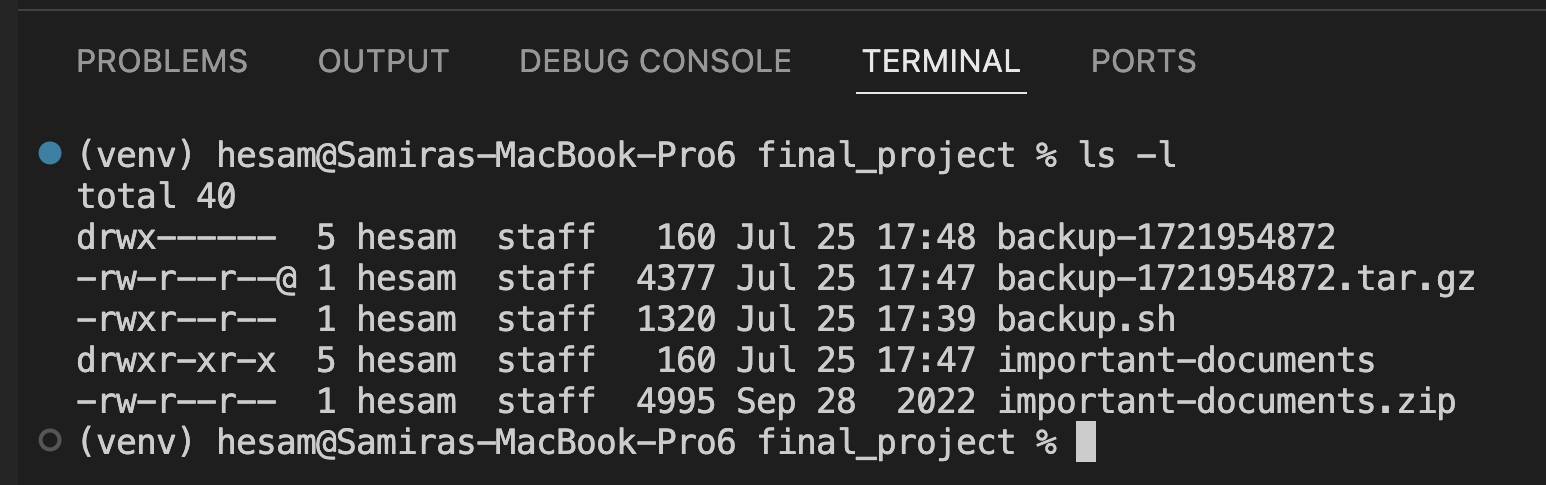 PROBLEMS OUTPUT DEBUG CONSOLE TERMINAL PORTS
(venv) hesam@Samiras-MacBook-Pro6 final_project % ls -l
total 40
drwx------  5 hesam  staff   160 Jul 25 17:48 backup-1721954872
-rw-r--r--@ 1 hesam  staff  4377 Jul 25 17:47 backup-1721954872.tar.gz
-rwxr--r--  1 hesam  staff  1320 Jul 25 17:39 backup.sh
drwxr-xr-x  5 hesam  staff   160 Jul 25 17:47 important-documents
-rw-r--r--  1 hesam  staff  4995 Sep 28  2022 important-documents.zip
(venv) hesam@Samiras-MacBook-Pro6 final_project %